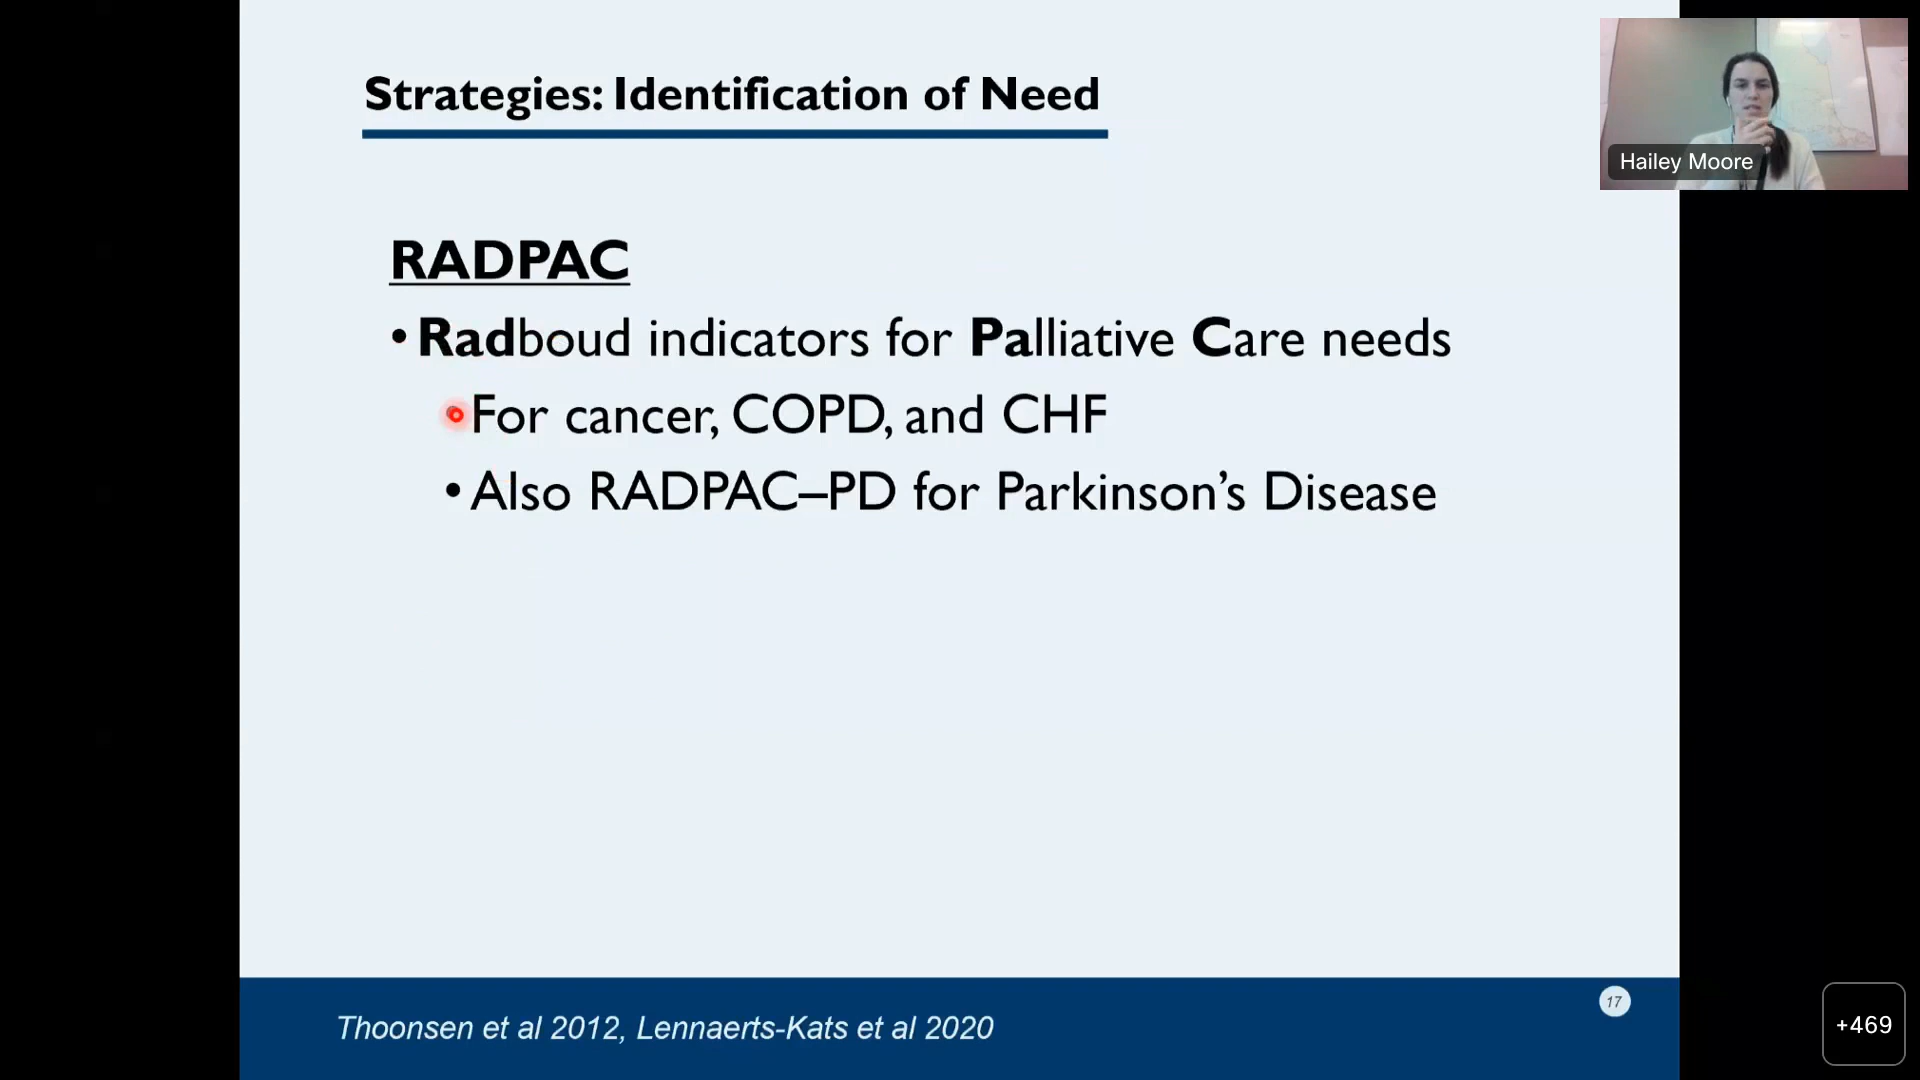 Strategies: Identification of Need
Hailey Moore
RADPAC
• Radboud indicators for Palliative Care needs
• For cancer, COPD, and CHF
• Also RADPAC–PD for Parkinson’s Disease
17
Thoonsen et al 2012, Lennaerts-Kats et al 2020
+469